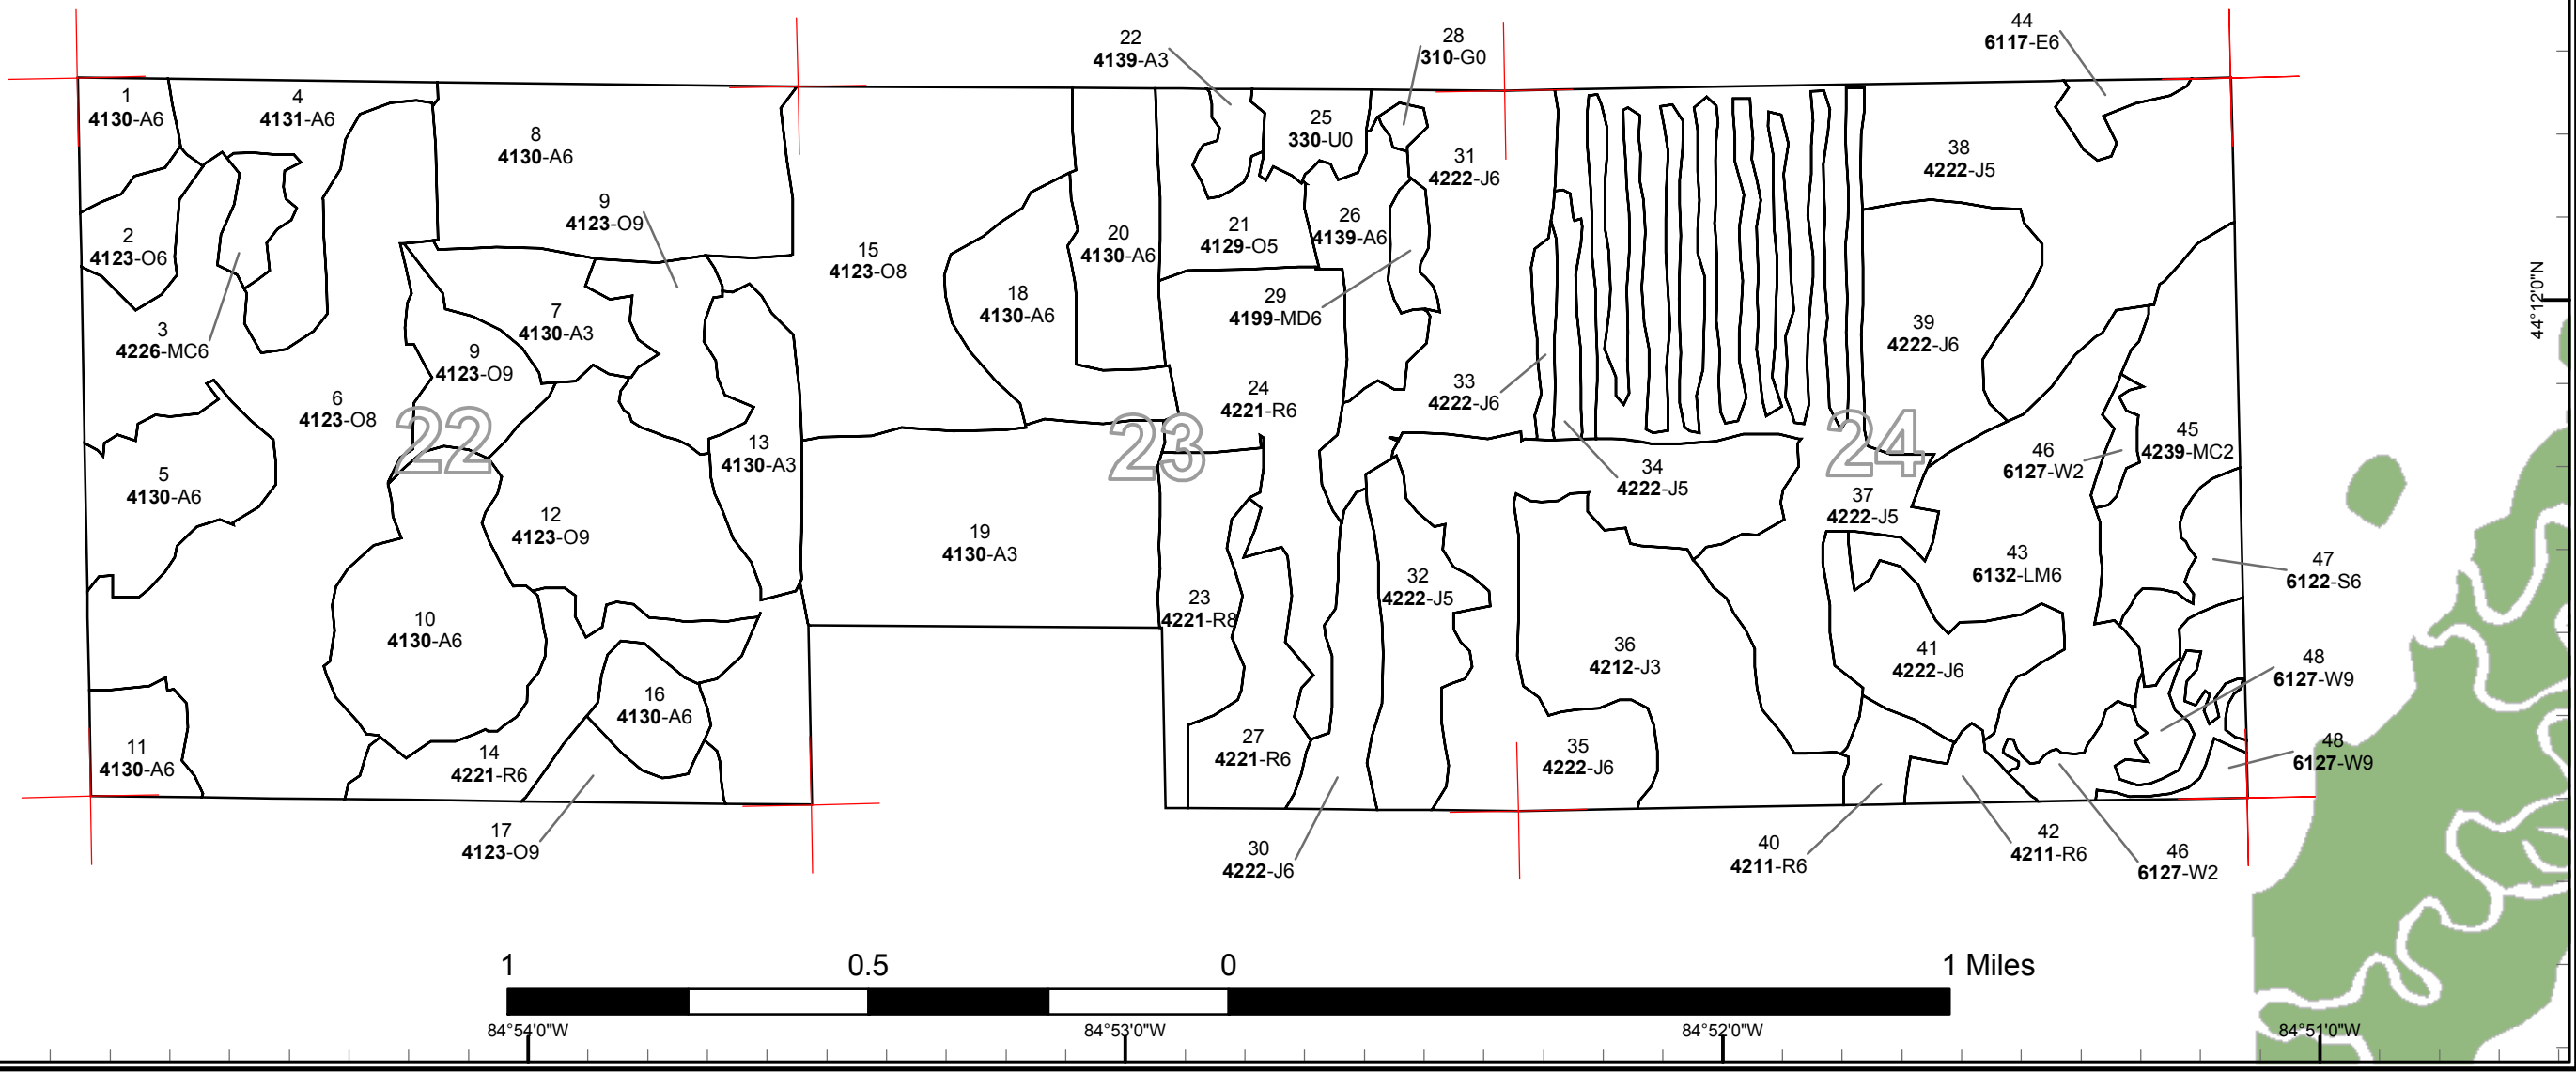 1
4130-A6
4
4131-A6
8
4130-A6
22
4139-A3
28
310-G0
44
6117-E6
25
330-U0
31
4222-J6
38
4222-J5
2
4123-O6
9
4123-O9
15
4123-O8
20
4130-A6
21
4129-O5
26
4139-A6
3
4226-MC6
7
4130-A3
18
4130-A6
29
4199-MD6
39
4222-J6
44°12'0"N
9
4123-O9
6
4123-O8
22
13
4130-A3
23
24
4221-R6
33
4222-J6
24
46
6127-W2
45
4239-MC2
5
4130-A6
12
4123-O9
19
4130-A3
34
4222-J5
37
4222-J5
43
6132-LM6
47
6122-S6
10
4130-A6
23
4221-R8
32
4222-J5
36
4212-J3
41
4222-J6
48
6127-W9
11
4130-A6
14
4221-R6
16
4130-A6
27
4221-R6
35
4222-J6
48
6127-W9
17
4123-O9
30
4222-J6
40
4211-R6
42
4211-R6
46
6127-W2
1 0.5 0 1 Miles
84°54'0"W 84°53'0"W 84°52'0"W 84°51'0"W